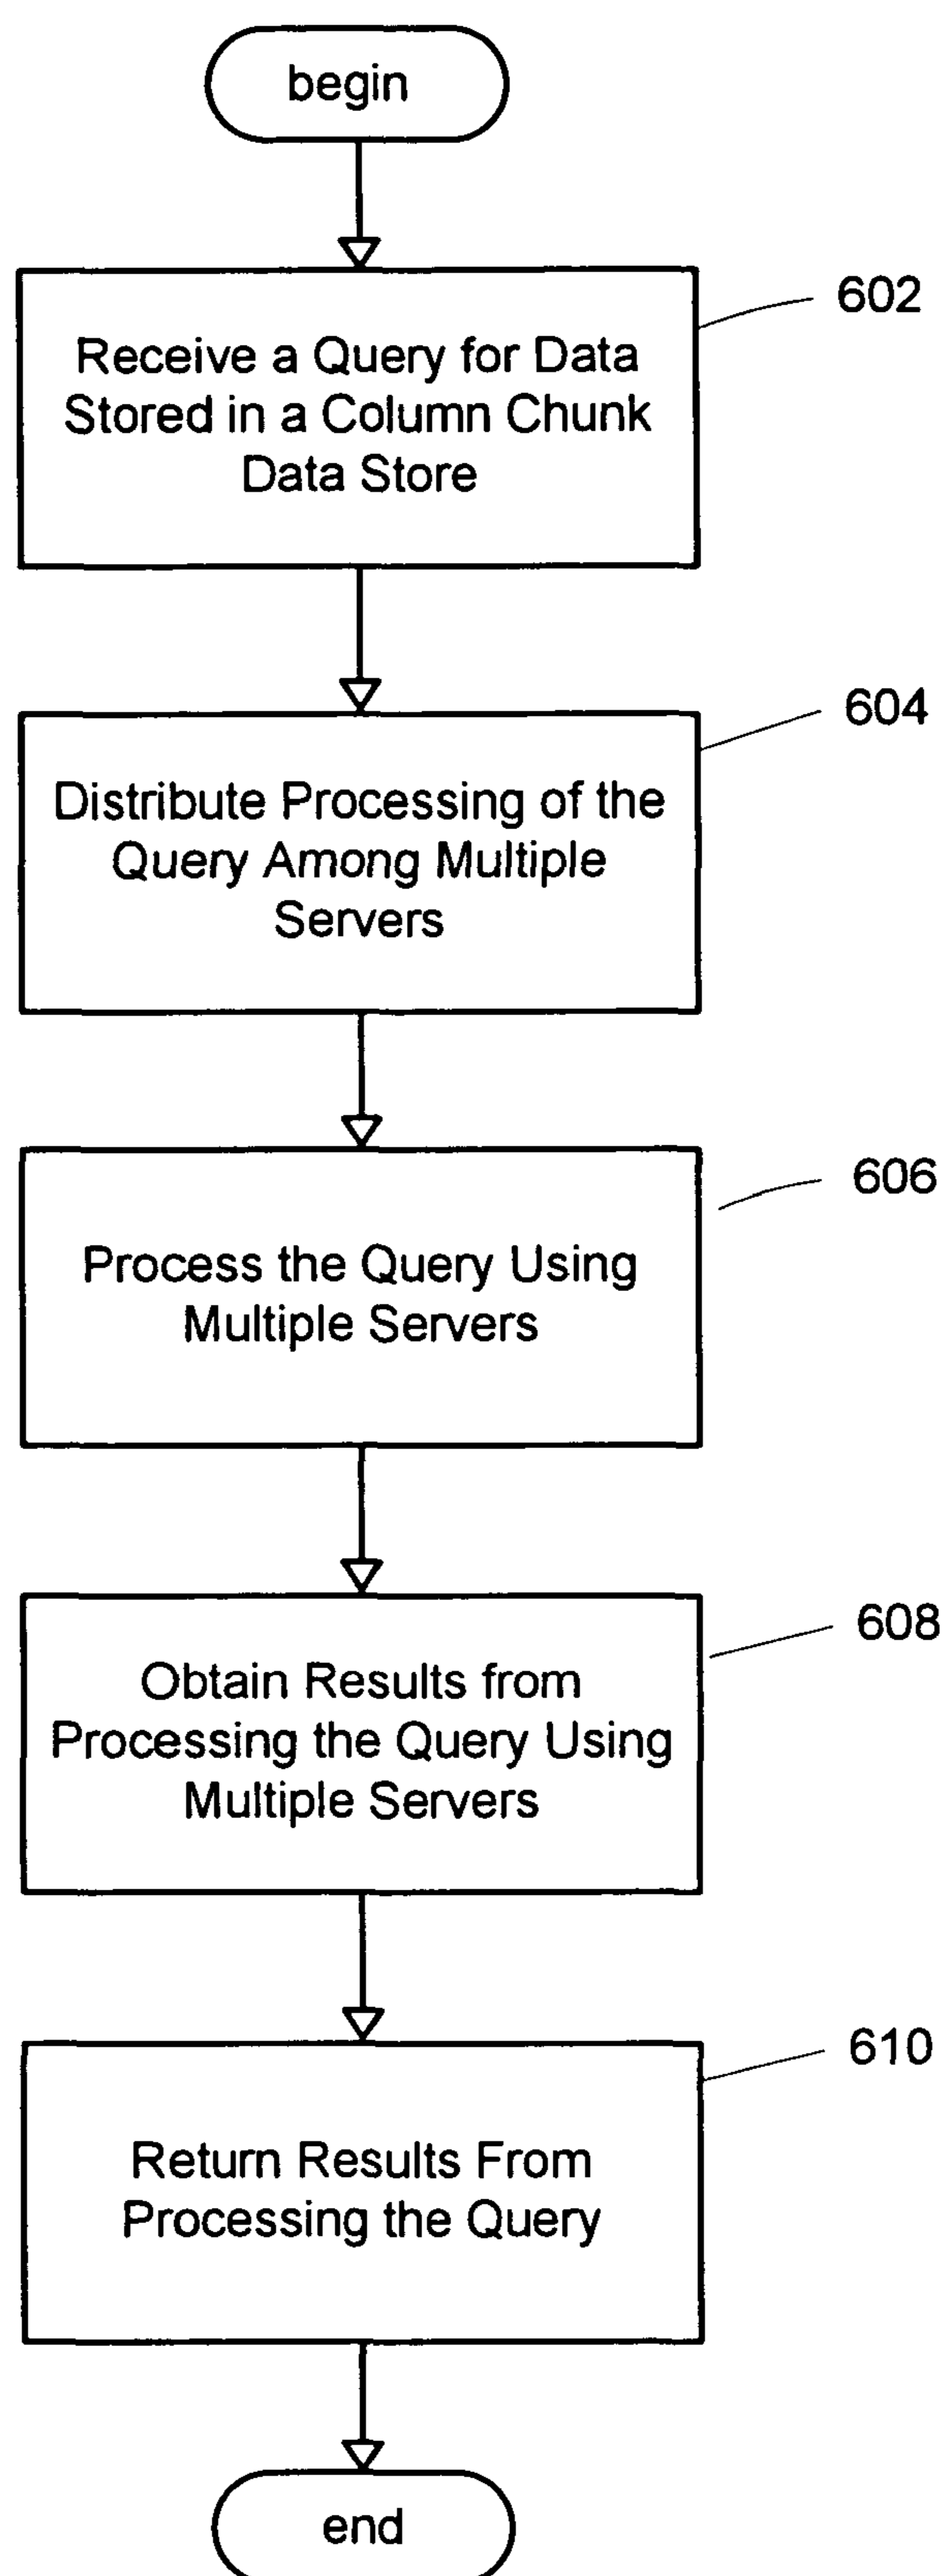 begin
602
Receive a Query for Data
Stored in a Column Chunk
Data Store
604
Distribute Processing of the
Query Among Multiple
Servers
606
Process the Query Using
Multiple Servers
608
Obtain Results from
Processing the Query Using
Multiple Servers
610
Return Results From
Processing the Query
end